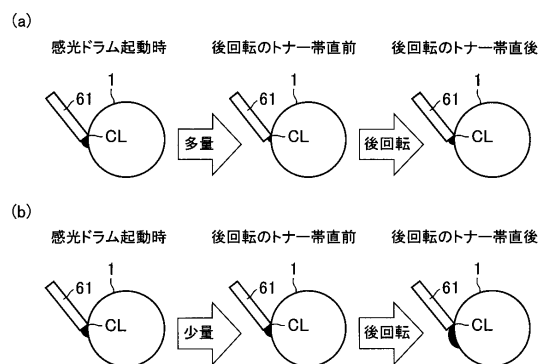 (a)
感光ドラム起動時 後回転のトナー帯直前 後回転のトナー帯直後
1 1 1
61 61 61
CL 多量 CL 後回転 CL
(b)
感光ドラム起動時 後回転のトナー帯直前 後回転のトナー帯直後
1 1 1
61 61 61
CL 少量 CL 後回転 CL